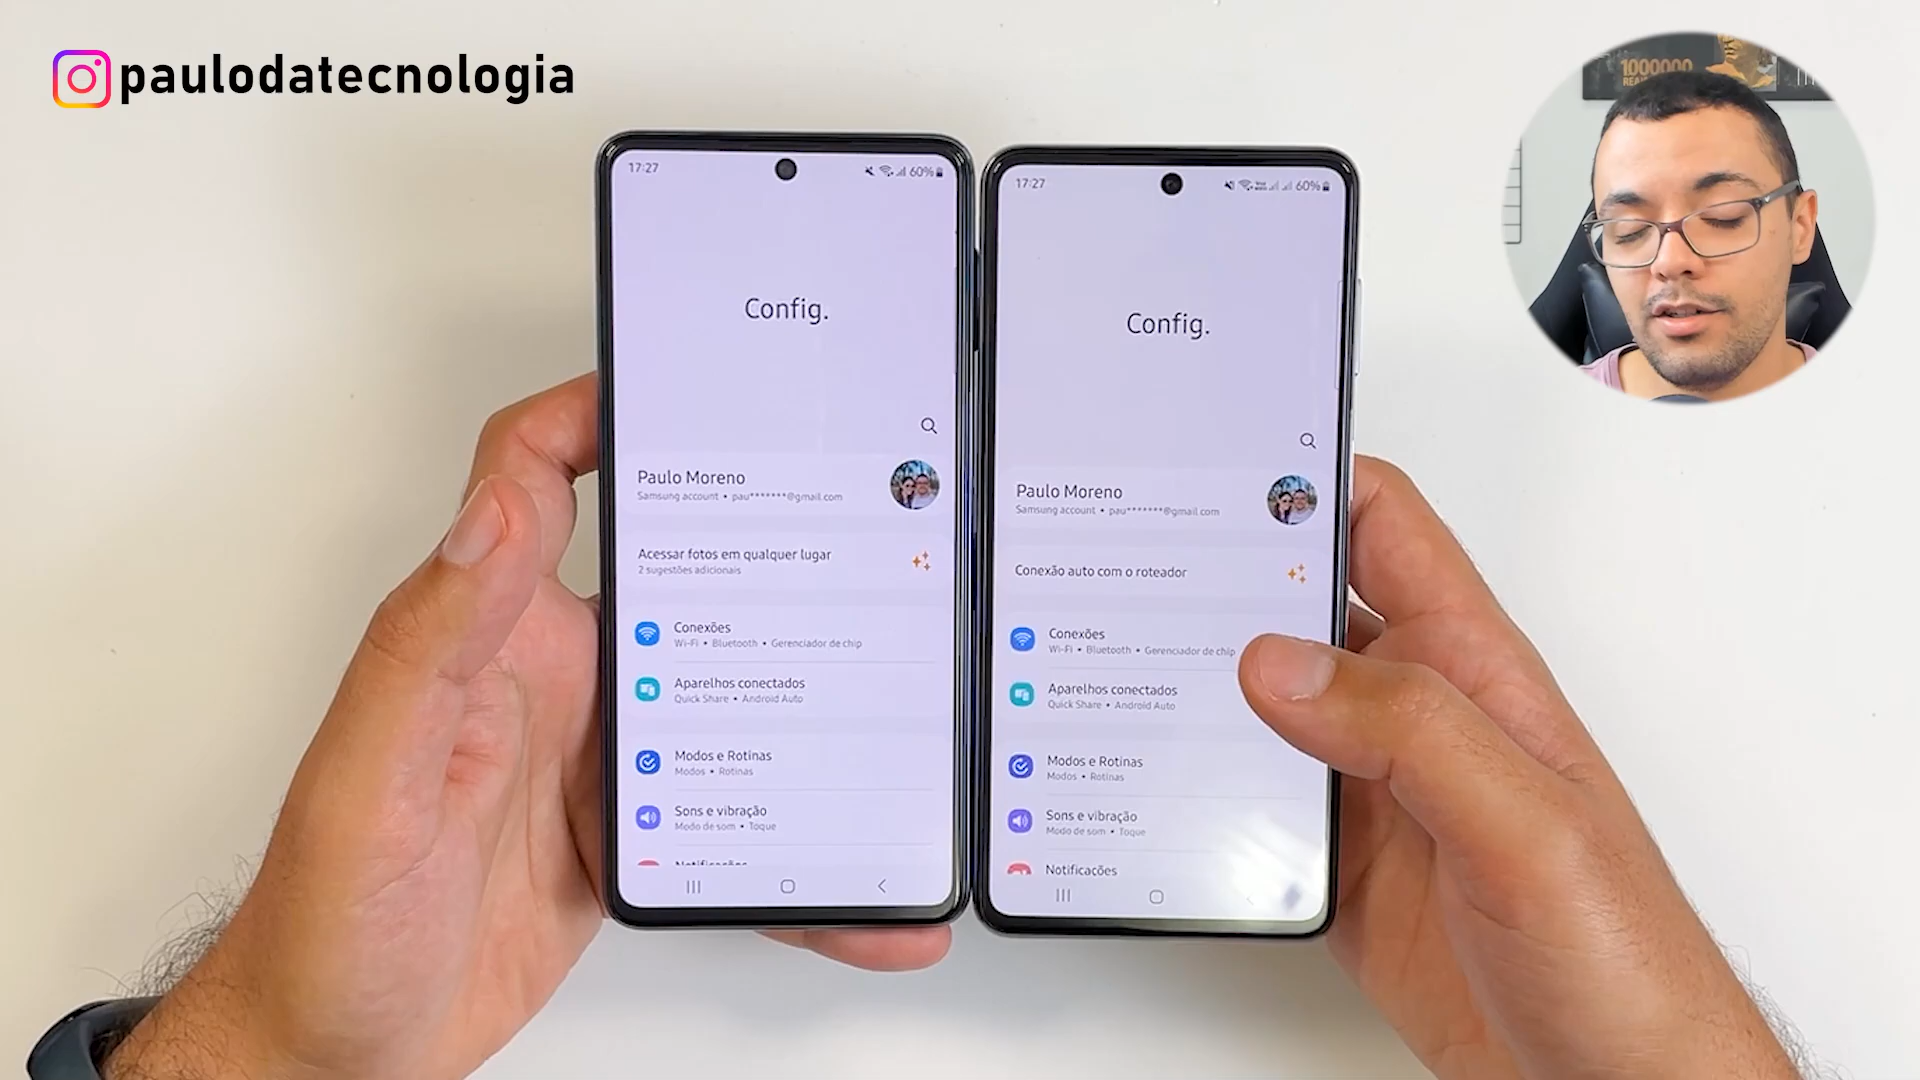 paulodatecnologia
1000000
17:27
60%
Config.
Paulo Moreno
Samsung account • pau*******@gmail.com
Acessar fotos em qualquer lugar
2 sugestões adicionais
Conexões
Wi-Fi • Bluetooth • Gerenciador de chip
Aparelhos conectados
Quick Share • Android Auto
Modos e Rotinas
Modos • Rotinas
Sons e vibração
Modo de som • Toque
Notificações
17:27
60%
Config.
Paulo Moreno
Samsung account • pau*******@gmail.com
Conexão auto com o roteador
Conexões
Wi-Fi • Bluetooth • Gerenciador de chip
Aparelhos conectados
Quick Share • Android Auto
Modos e Rotinas
Modos • Rotinas
Sons e vibração
Modo de som • Toque
Notificações